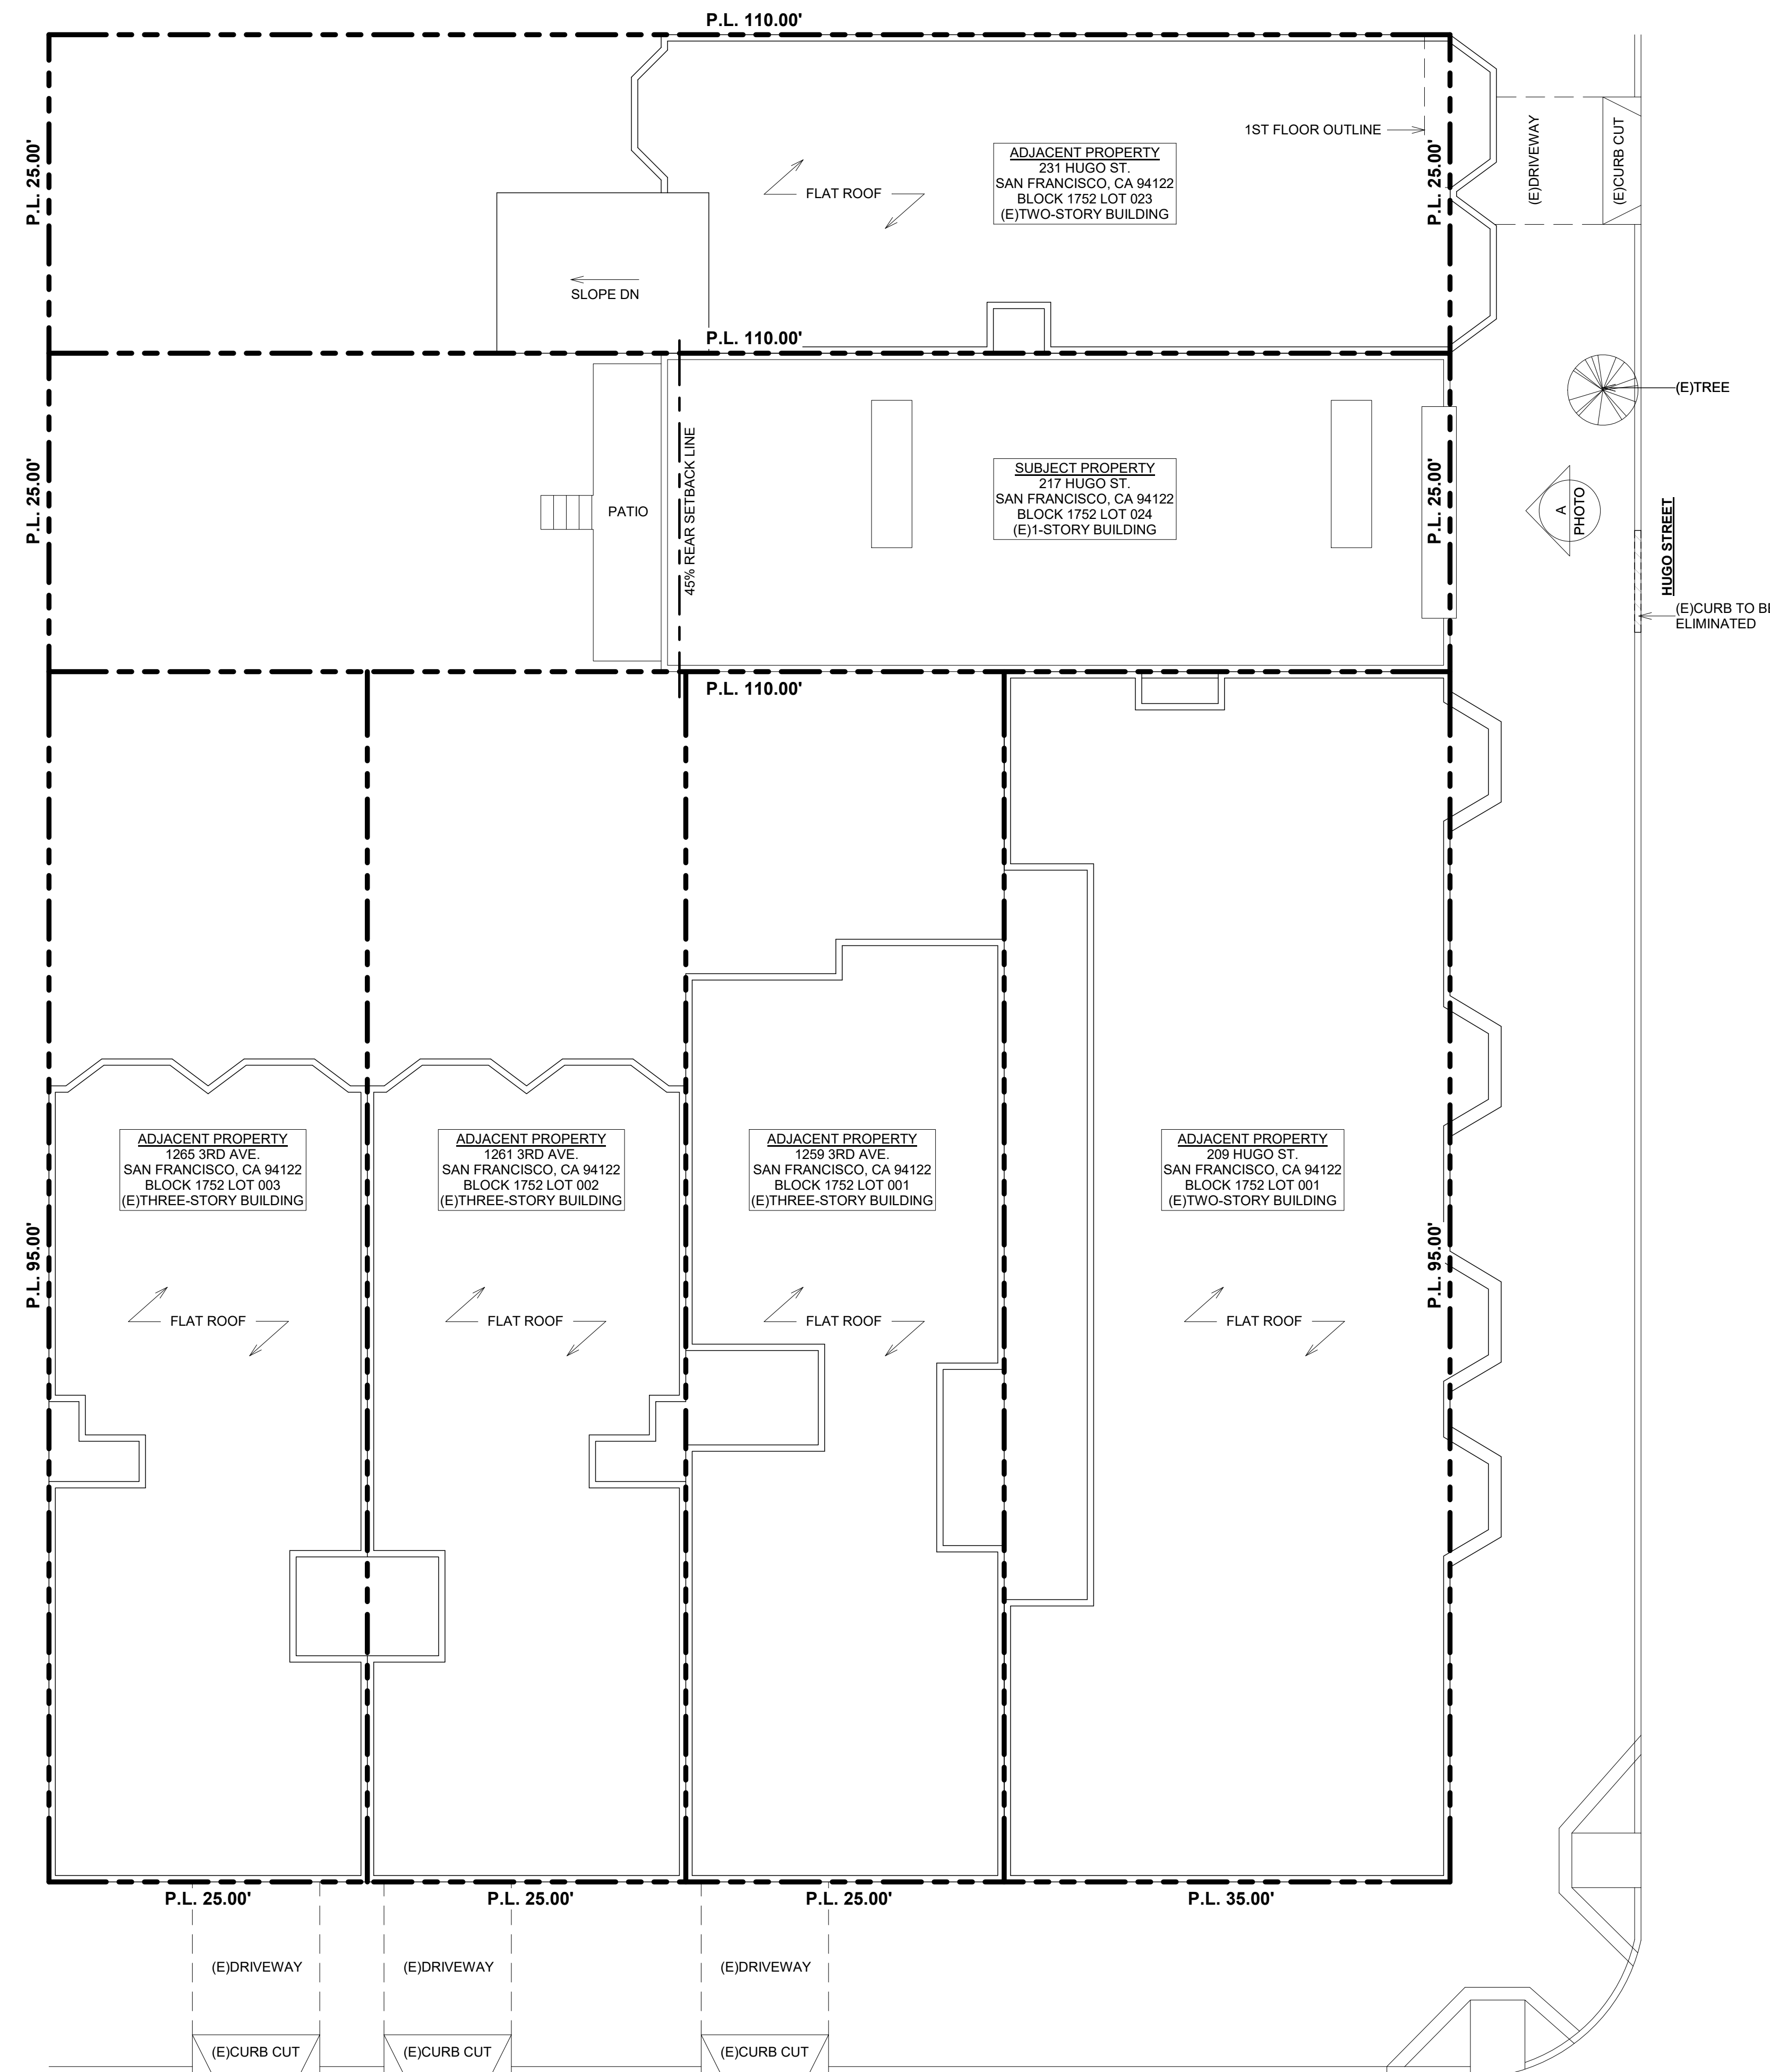 P.L. 110.00'
P.L. 25.00'
1ST FLOOR OUTLINE
ADJACENT PROPERTY
231 HUGO ST.
SAN FRANCISCO, CA 94122
BLOCK 1752 LOT 023
(E)TWO-STORY BUILDING
FLAT ROOF
P.L. 25.00'
(E)DRIVEWAY
(E)CURB CUT
SLOPE DN
P.L. 110.00'
(E)TREE
P.L. 25.00'
PATIO
45% REAR SETBACK LINE
SUBJECT PROPERTY
217 HUGO ST.
SAN FRANCISCO, CA 94122
BLOCK 1752 LOT 024
(E)1-STORY BUILDING
P.L. 25.00'
A
PHOTO
HUGO STREET
(E)CURB TO BE
ELIMINATED
P.L. 110.00'
ADJACENT PROPERTY
1265 3RD AVE.
SAN FRANCISCO, CA 94122
BLOCK 1752 LOT 003
(E)THREE-STORY BUILDING
ADJACENT PROPERTY
1261 3RD AVE.
SAN FRANCISCO, CA 94122
BLOCK 1752 LOT 002
(E)THREE-STORY BUILDING
ADJACENT PROPERTY
1259 3RD AVE.
SAN FRANCISCO, CA 94122
BLOCK 1752 LOT 001
(E)THREE-STORY BUILDING
ADJACENT PROPERTY
209 HUGO ST.
SAN FRANCISCO, CA 94122
BLOCK 1752 LOT 001
(E)TWO-STORY BUILDING
P.L. 95.00'
P.L. 95.00'
FLAT ROOF
FLAT ROOF
FLAT ROOF
FLAT ROOF
P.L. 25.00'
P.L. 25.00'
P.L. 25.00'
P.L. 35.00'
(E)DRIVEWAY
(E)DRIVEWAY
(E)DRIVEWAY
(E)CURB CUT
(E)CURB CUT
(E)CURB CUT